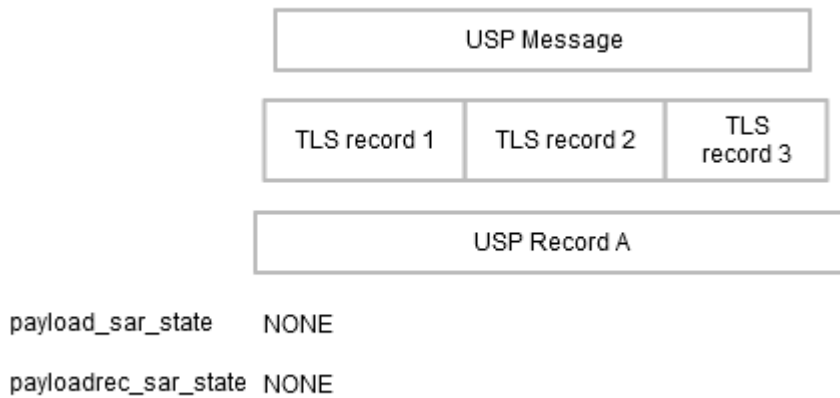 USP Message
TLS record 1 TLS record 2 TLS
record 3
USP Record A
payload_sar_state NONE
payloadrec_sar_state NONE